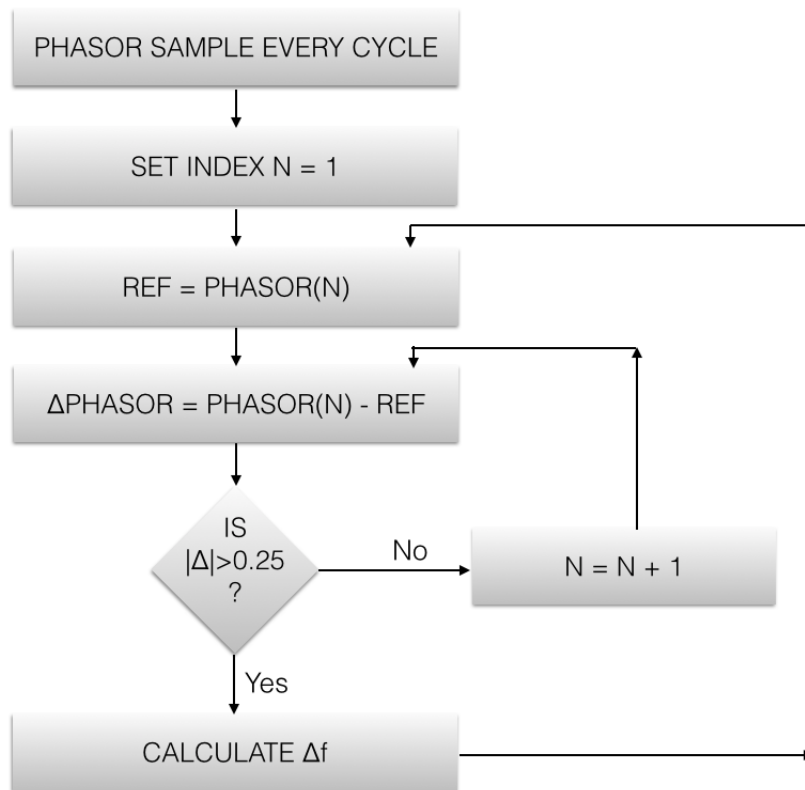 PHASOR SAMPLE EVERY CYCLE
SET INDEX N = 1
REF = PHASOR(N)
ΔPHASOR = PHASOR(N) - REF
IS
|Δ|>0.25
?
No
N = N + 1
Yes
CALCULATE Δf